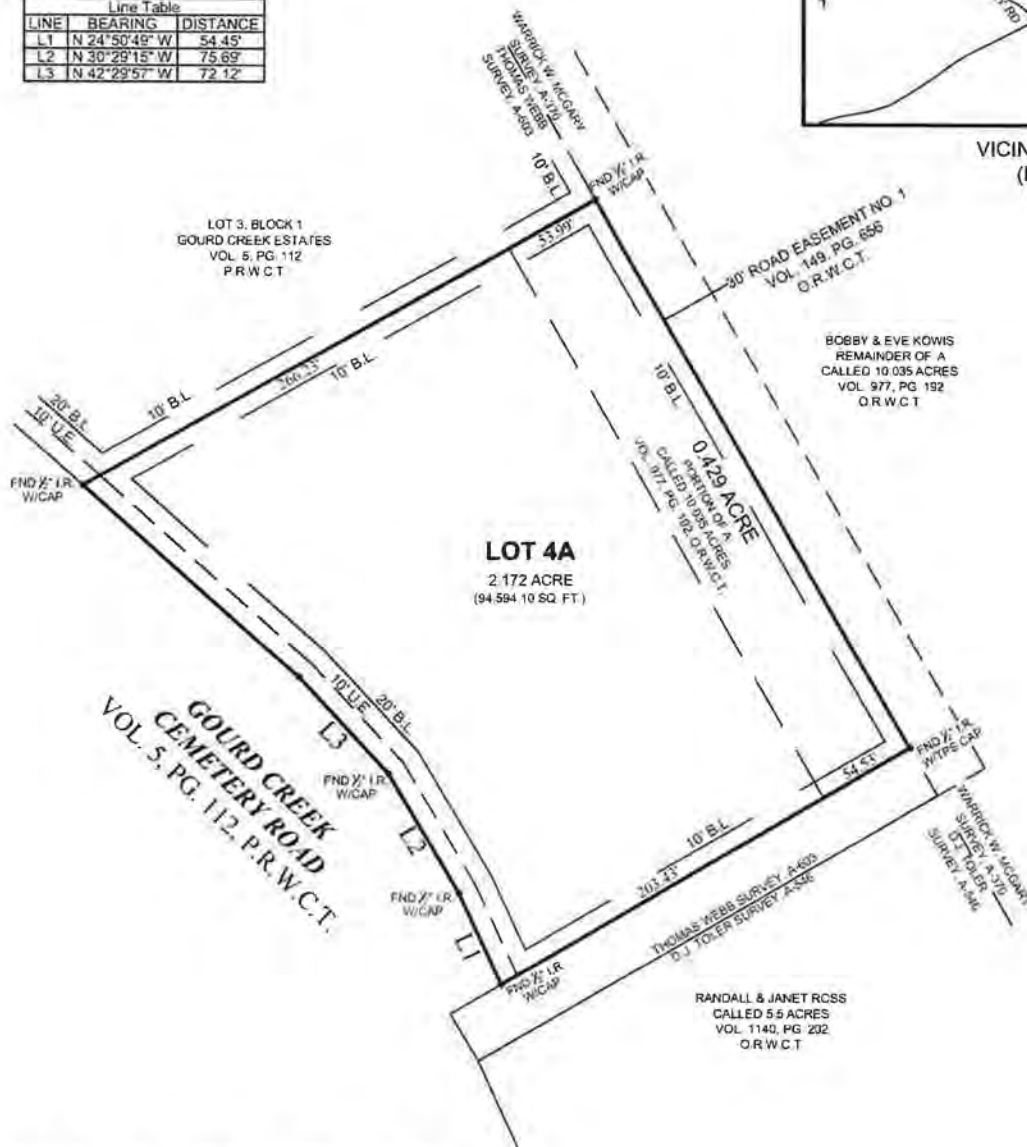 Line Table
LINE BEARING DISTANCE
L1 N 24°50'49" W 54.45'
L2 N 30°29'15" W 75.69'
L3 N 42°29'57" W 72.12'
RD
VICIN
WARRICK W. MCGARY
SURVEY, A-370
THOMAS WEBB
SURVEY, A-603
10' B.L.
FND ½" I.R.
W/CAP
LOT 3, BLOCK 1
GOURD CREEK ESTATES
VOL. 5, PG. 112
P.R.W.C.T
53.99'
30' ROAD EASEMENT NO. 1
VOL. 149, PG. 656
O.R.W.C.T.
BOBBY & EVE KOWIS
REMAINDER OF A
CALLED 10.035 ACRES
VOL. 977, PG. 192
O.R.W.C.T
266.23'
10' B.L.
10' B.L.
20' B.L.
10' U.E.
FND ½" I.R.
W/CAP
10' B.L.
0.429 ACRE
PORTION OF A
CALLED 10.035 ACRES
VOL. 977, PG. 192, O.R.W.C.T.
LOT 4A
2.172 ACRE
(94,594.10 SQ. FT.)
10' U.E.
20' B.L.
GOURD CREEK
CEMETERY ROAD
VOL. 5, PG. 112, P.R.W.C.T.
L3
FND ½" I.R.
W/CAP
L2
FND ½" I.R.
W/CAP
L1
FND ½" I.R.
W/CAP
54.53'
FND ½" I.R.
W/TPS CAP
10' B.L.
203.43'
THOMAS WEBB SURVEY, A-603
D.J. TOLER SURVEY, A-546
WARRICK W. MCGARY
SURVEY, A-370
D.J. TOLER
SURVEY, A-546
RANDALL & JANET ROSS
CALLED 5.5 ACRES
VOL. 1140, PG. 202
O.R.W.C.T